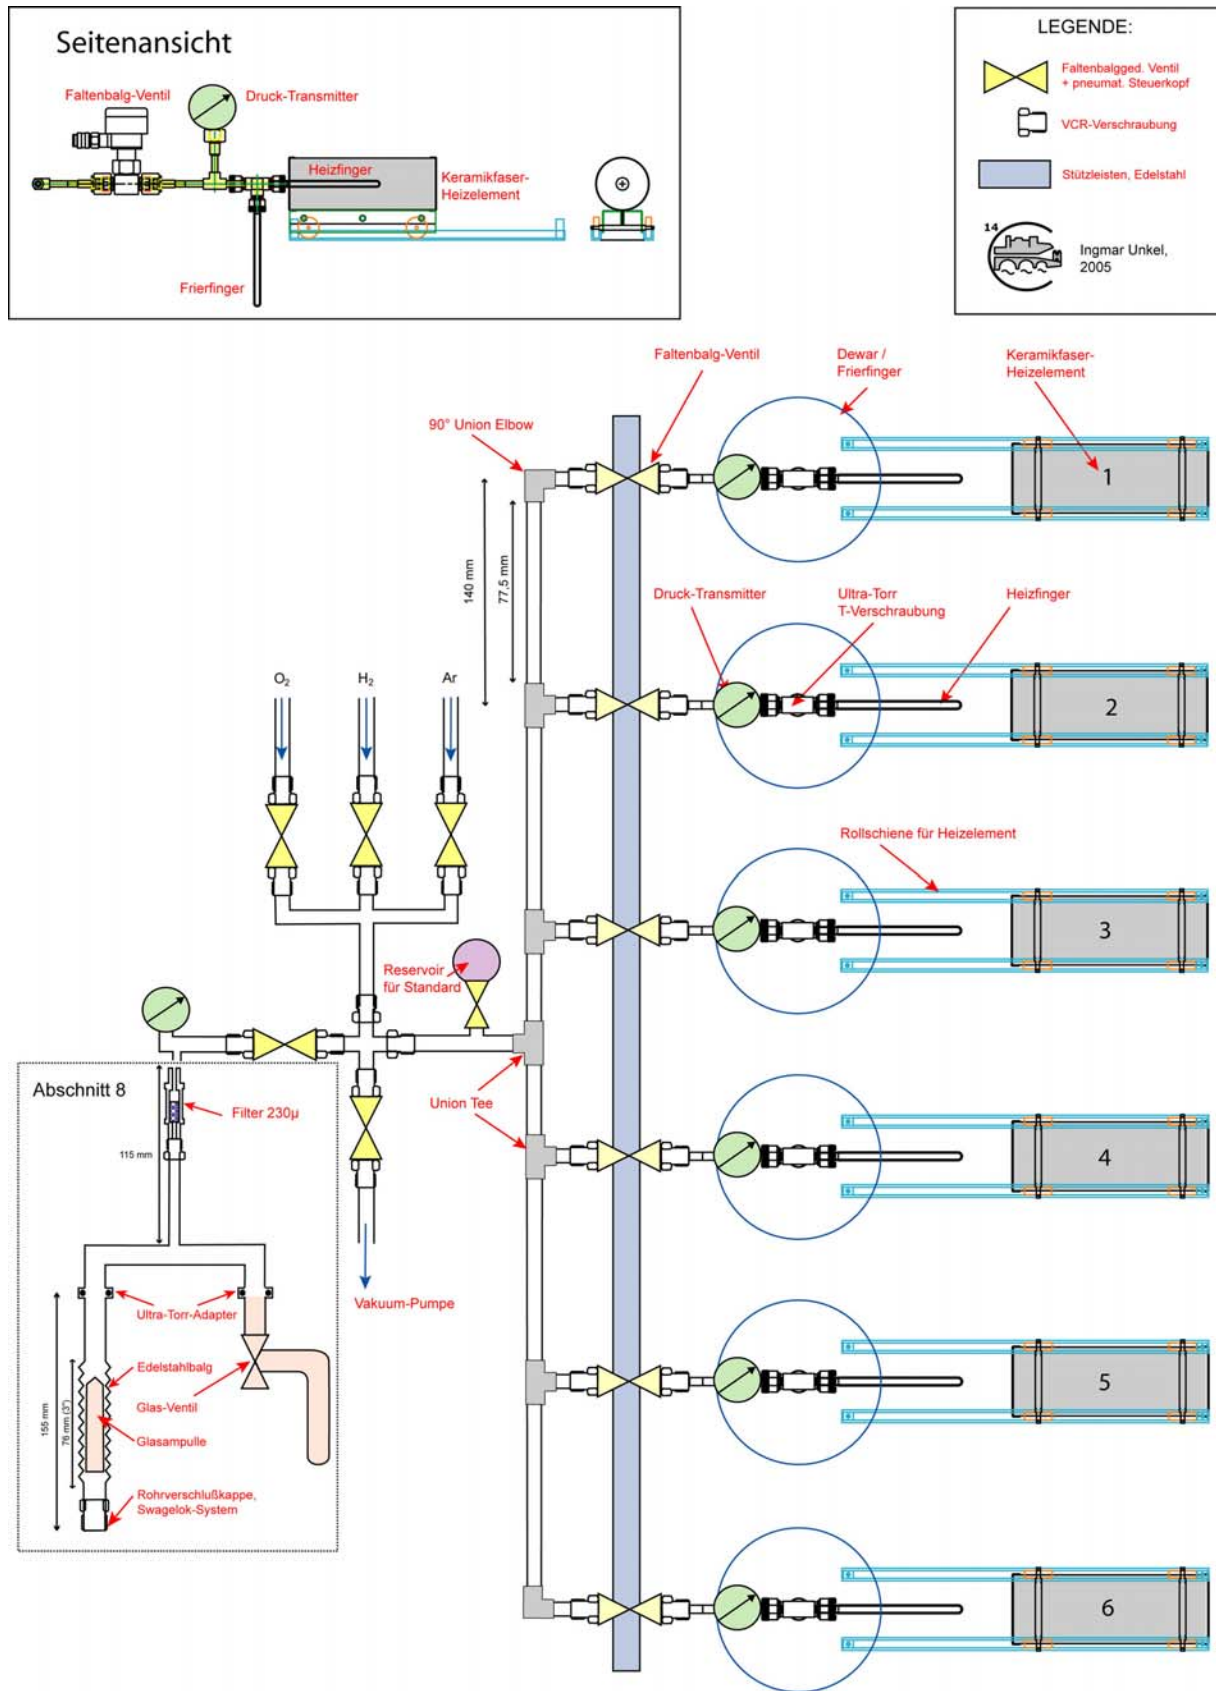 Seitenansicht
Faltenbalg-Ventil
Druck-Transmitter
Heizfinger
Keramikfaser-
Heizelement
Frierfinger
LEGENDE:
Faltenbalgged. Ventil
+ pneumat. Steuerkopf
VCR-Verschraubung
Stützleisten, Edelstahl
14
Ingmar Unkel,
2005
Faltenbalg-Ventil
Dewar /
Frierfinger
Keramikfaser-
Heizelement
90° Union Elbow
1
140 mm
77,5 mm
Druck-Transmitter
Ultra-Torr
T-Verschraubung
Heizfinger
O₂
H₂
Ar
2
Rollschiene für Heizelement
3
Reservoir
für Standard
Abschnitt 8
Filter 230µ
Union Tee
115 mm
4
Vakuum-Pumpe
Ultra-Torr-Adapter
Edelstahlbalg
Glas-Ventil
155 mm
76 mm (3")
Glasampulle
5
Rohrverschlußkappe,
Swagelok-System
6